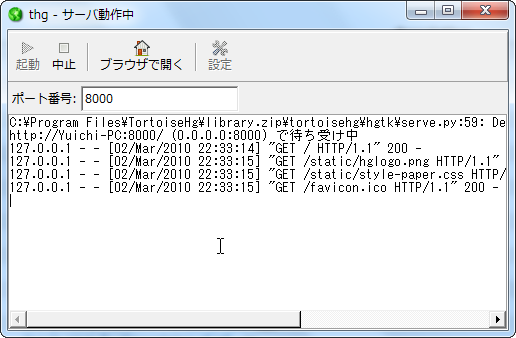 thg - サーバ動作中
起動 中止 ブラウザで開く 設定
ポート番号: 8000
C:¥Program Files¥TortoiseHg¥library.zip¥tortoisehg¥hgtk¥serve.py:59: De
http://Yuichi-PC:8000/ (0.0.0.0:8000) で待ち受け中
127.0.0.1 - - [02/Mar/2010 22:33:14] "GET / HTTP/1.1" 200 -
127.0.0.1 - - [02/Mar/2010 22:33:15] "GET /static/hglogo.png HTTP/1.1"
127.0.0.1 - - [02/Mar/2010 22:33:15] "GET /static/style-paper.css HTTP/
127.0.0.1 - - [02/Mar/2010 22:33:15] "GET /favicon.ico HTTP/1.1" 200 -